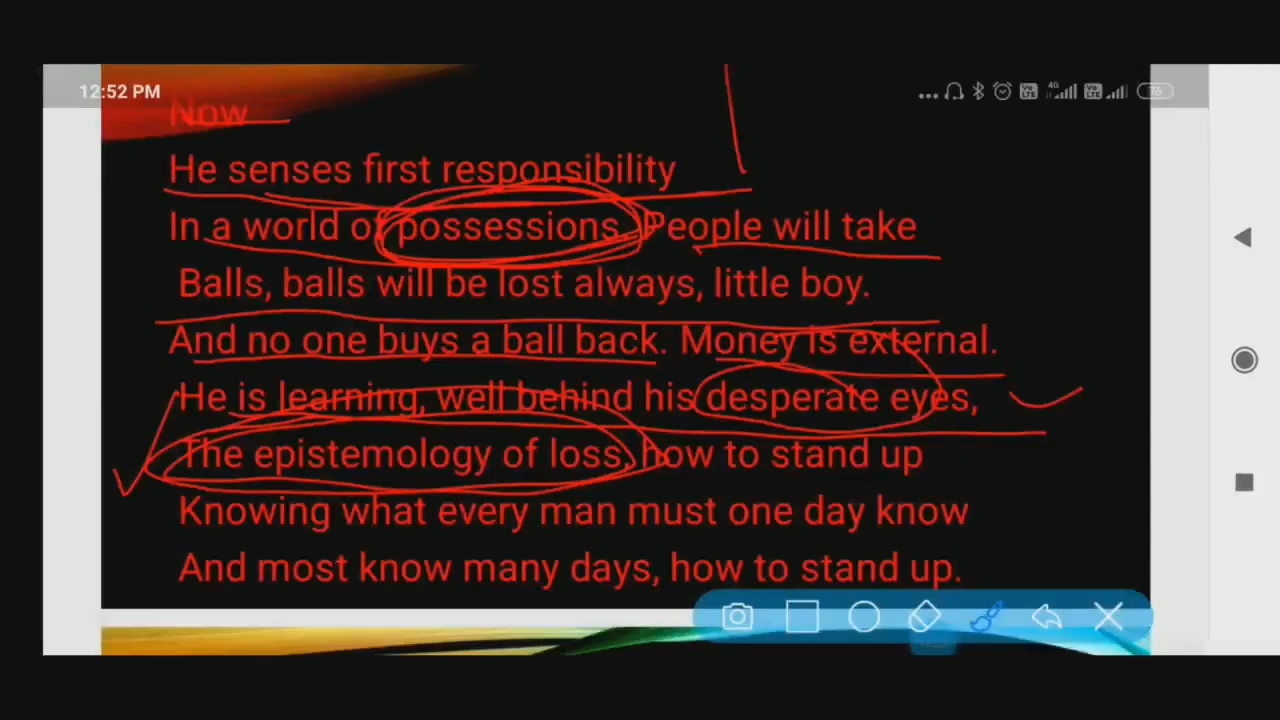 12:52 PM
76
Now
He senses first responsibility
In a world of possessions. People will take
Balls, balls will be lost always, little boy.
And no one buys a ball back. Money is external.
He is learning, well behind his desperate eyes,
The epistemology of loss, how to stand up
Knowing what every man must one day know
And most know many days, how to stand up.